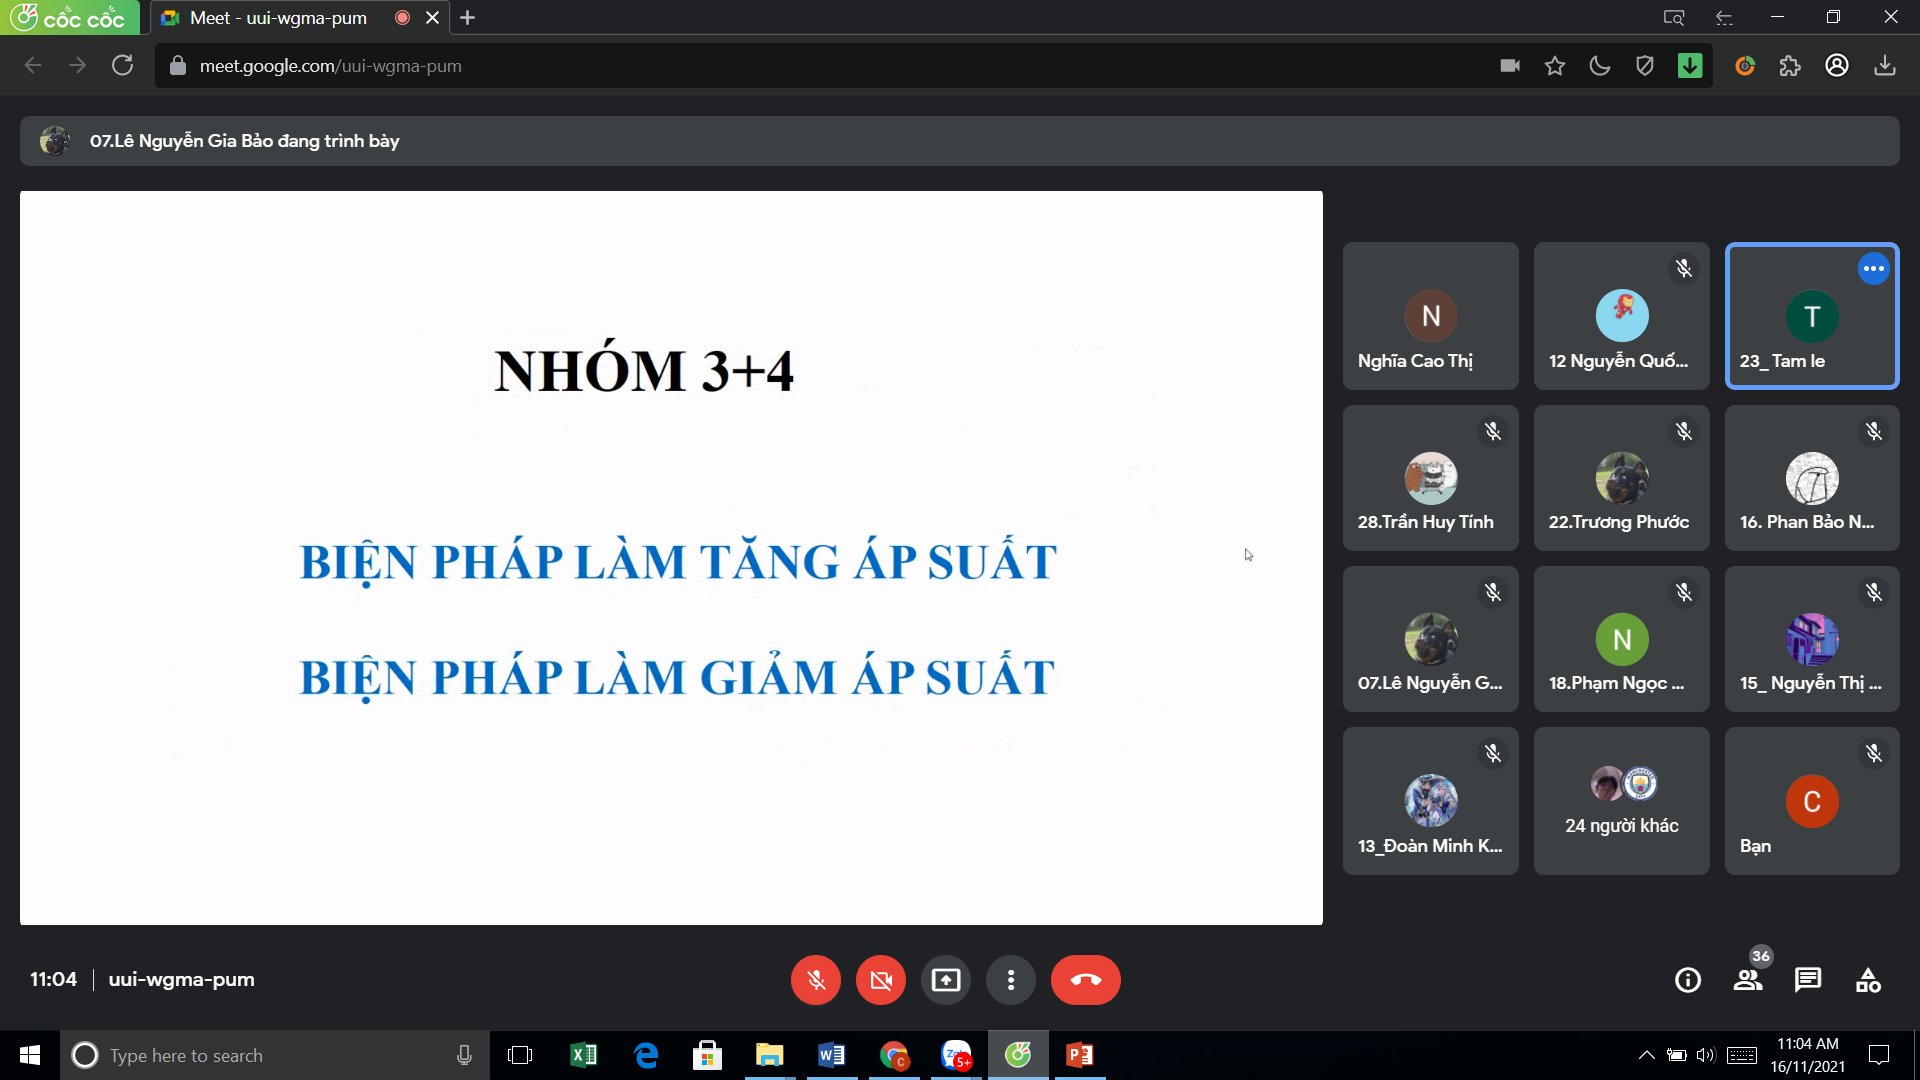 cốc cốc
Meet - uui-wgma-pum
meet.google.com/uui-wgma-pum
07.Lê Nguyễn Gia Bảo đang trình bày
NHÓM 3+4
BIỆN PHÁP LÀM TĂNG ÁP SUẤT
BIỆN PHÁP LÀM GIẢM ÁP SUẤT
N
Nghĩa Cao Thị
12 Nguyễn Quố...
T
23_ Tam le
28.Trần Huy Tính
22.Trương Phước
16. Phan Bảo N...
07.Lê Nguyễn G...
N
18.Phạm Ngọc ...
15_ Nguyễn Thị ...
13_Đoàn Minh K...
24 người khác
C
Bạn
11:04 | uui-wgma-pum
36
Type here to search
5+
11:04 AM
16/11/2021